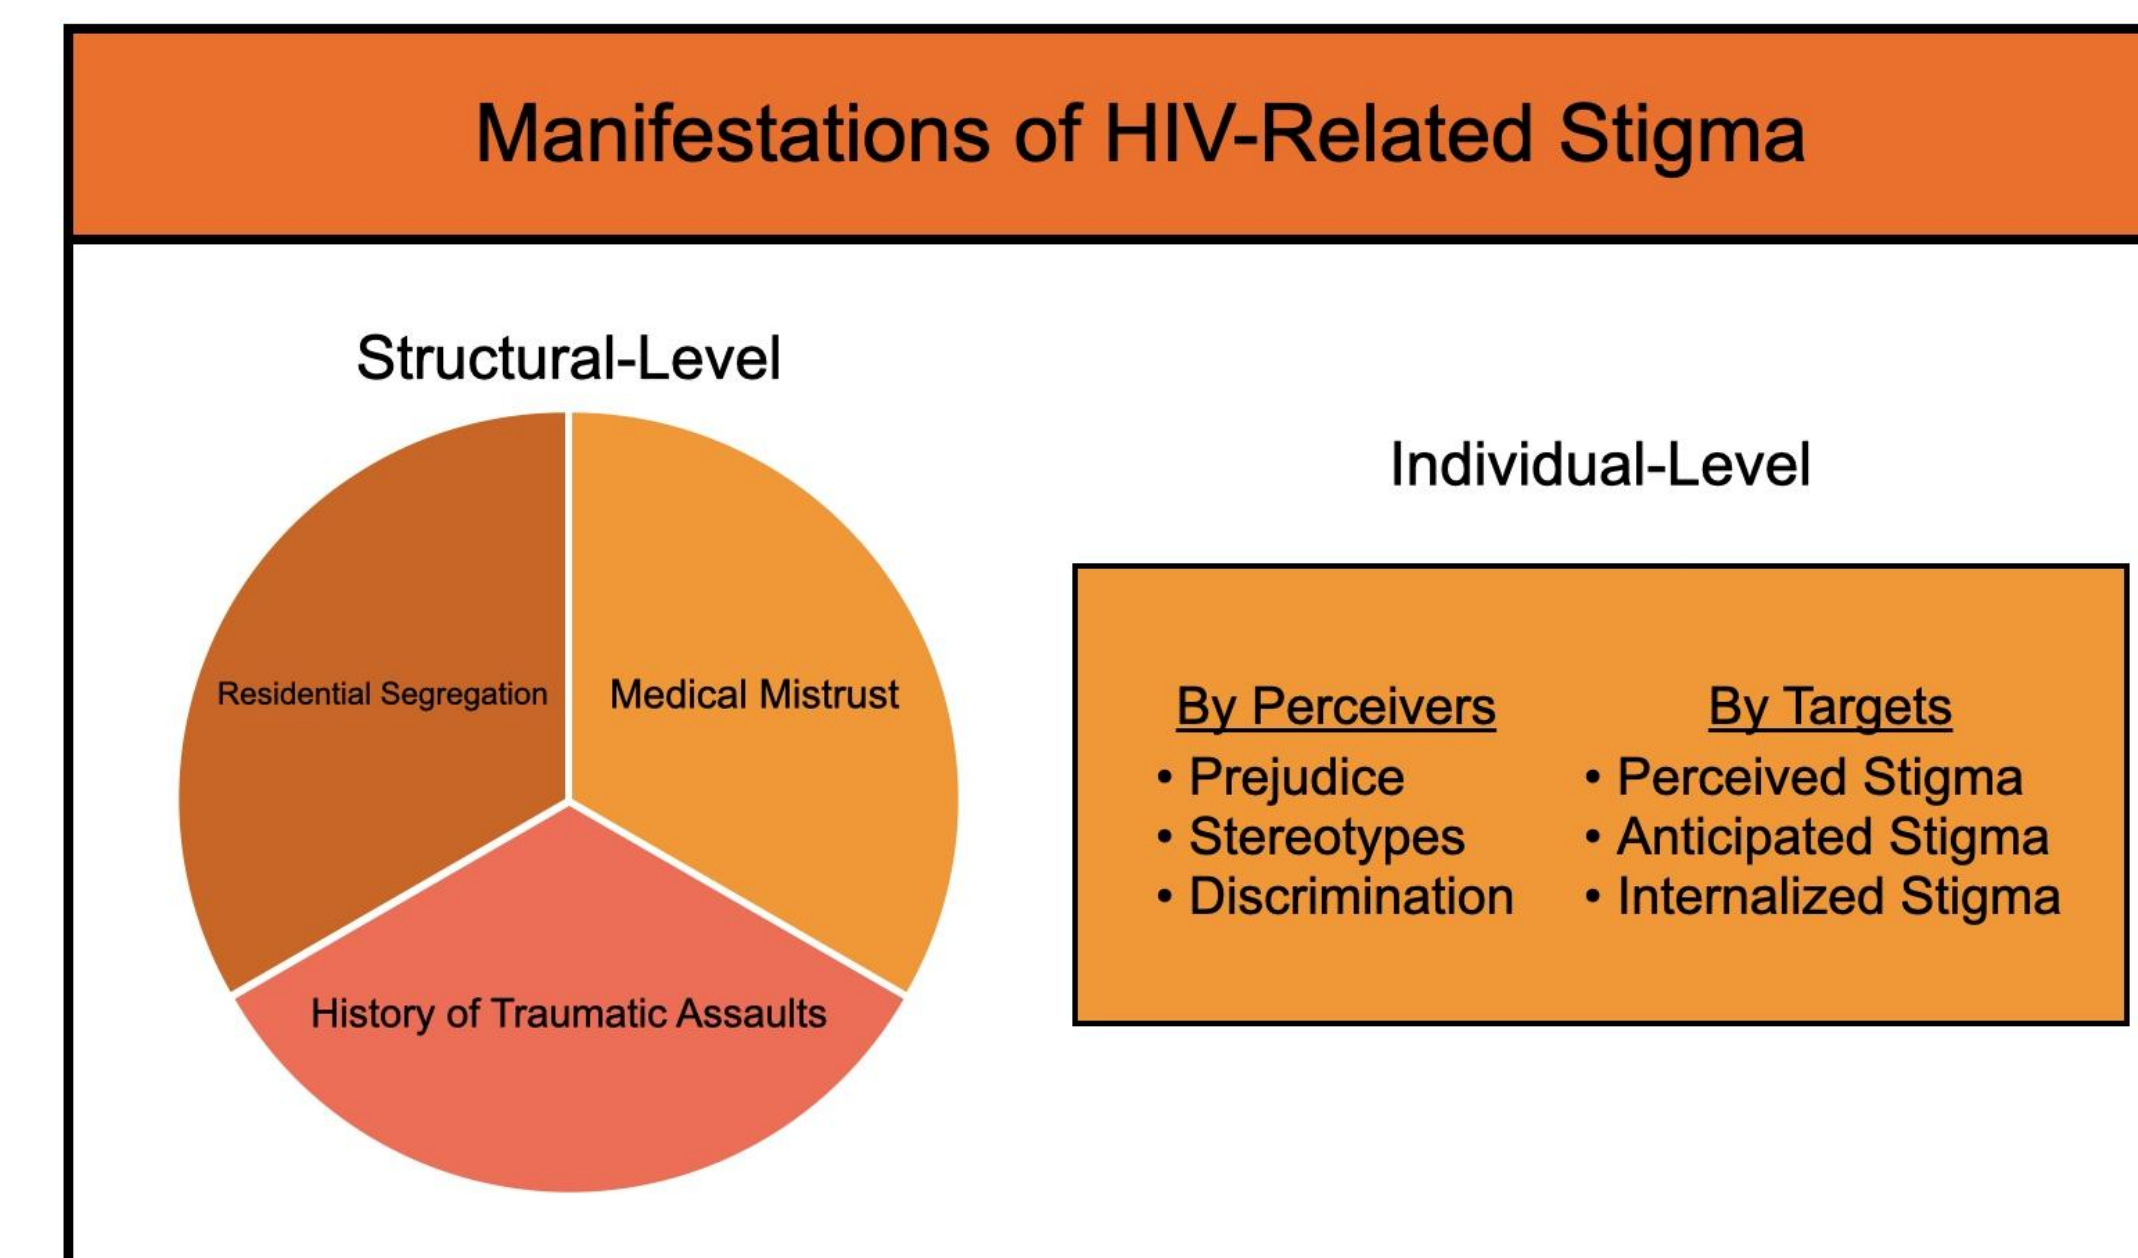 Manifestations of HIV-Related Stigma
Structural-Level
Residential Segregation
Medical Mistrust
History of Traumatic Assaults
Individual-Level
By Perceivers
• Prejudice
• Stereotypes
• Discrimination
By Targets
• Perceived Stigma
• Anticipated Stigma
• Internalized Stigma